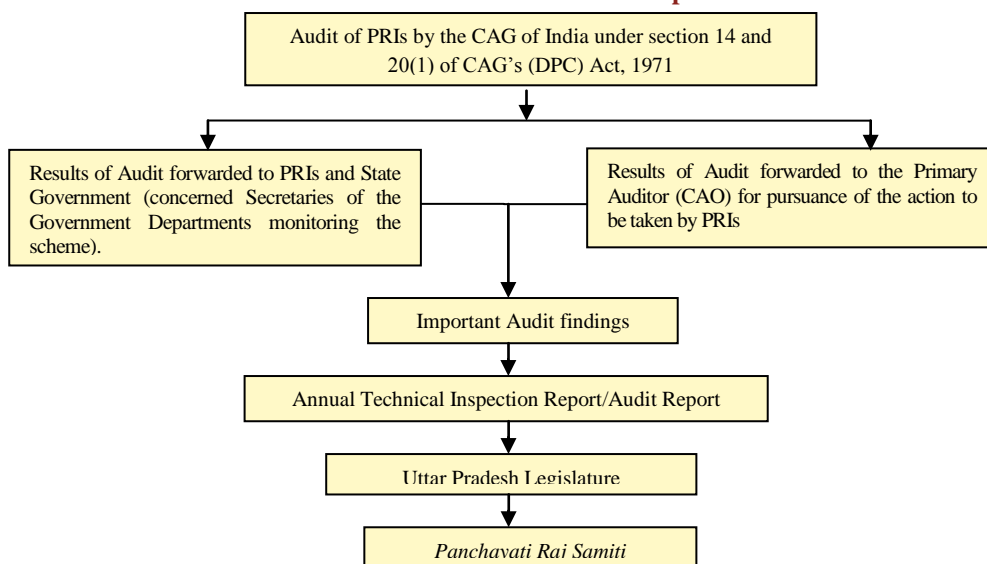 Audit of PRIs by the CAG of India under section 14 and
20(1) of CAG's (DPC) Act, 1971
Results of Audit forwarded to PRIs and State
Government (concerned Secretaries of the
Government Departments monitoring the
scheme).
Results of Audit forwarded to the Primary
Auditor (CAO) for pursuance of the action to
be taken by PRIs
Important Audit findings
Annual Technical Inspection Report/Audit Report
Uttar Pradesh Legislature
Panchayati Raj Samiti